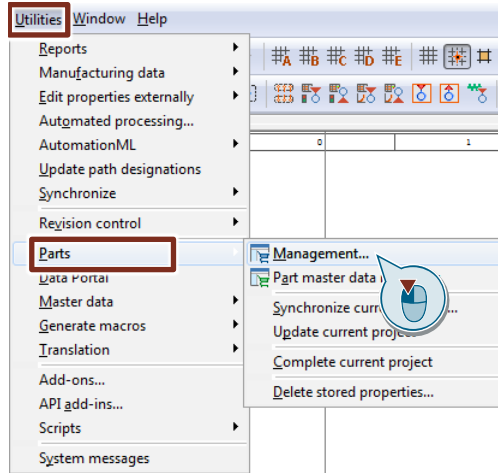 Utilities Window Help
Reports
Manufacturing data
Edit properties externally
Automated processing...
AutomationML
Update path designations
Synchronize
Revision control
Parts
Data Portal
Master data
Generate macros
Translation
Add-ons...
API add-ins...
Scripts
System messages
A B C D E
0 1
Management...
Part master data
Synchronize ...
Update current
Complete current project
Delete stored properties...